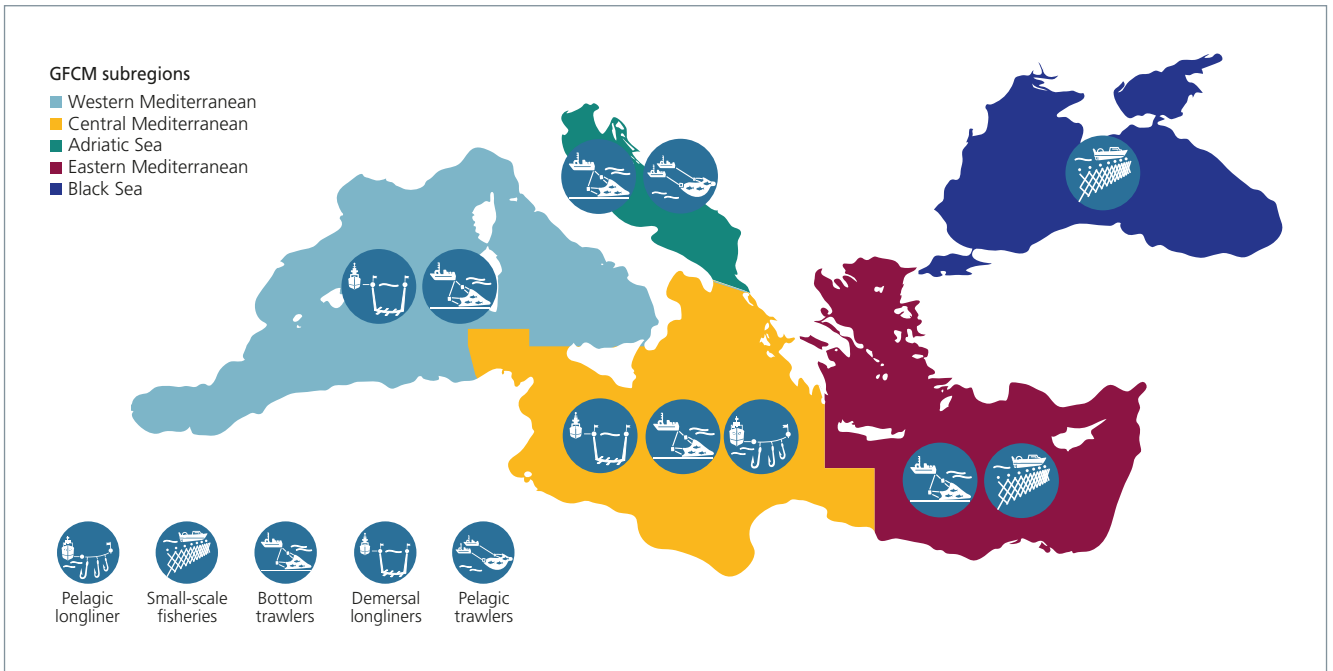 GFCM subregions
Western Mediterranean
Central Mediterranean
Adriatic Sea
Eastern Mediterranean
Black Sea
Pelagic
longliner
Small-scale
fisheries
Bottom
trawlers
Demersal
longliners
Pelagic
trawlers